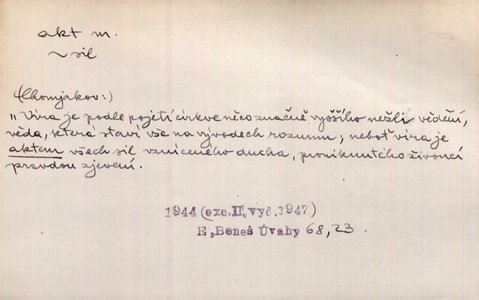 akt m.
~ sil
(Chomjakov:)
"Víra je podle pojetí církve něco značně vyššího nežli vědění,
věda, která staví vše na vývodech rozumu; neboť víra je
aktem všech sil vzníceného ducha, proniknutého živoucí
pravdou zjevení.
1944 (exc.II.vyd.1947)
E.Beneš Úvahy 68,23.